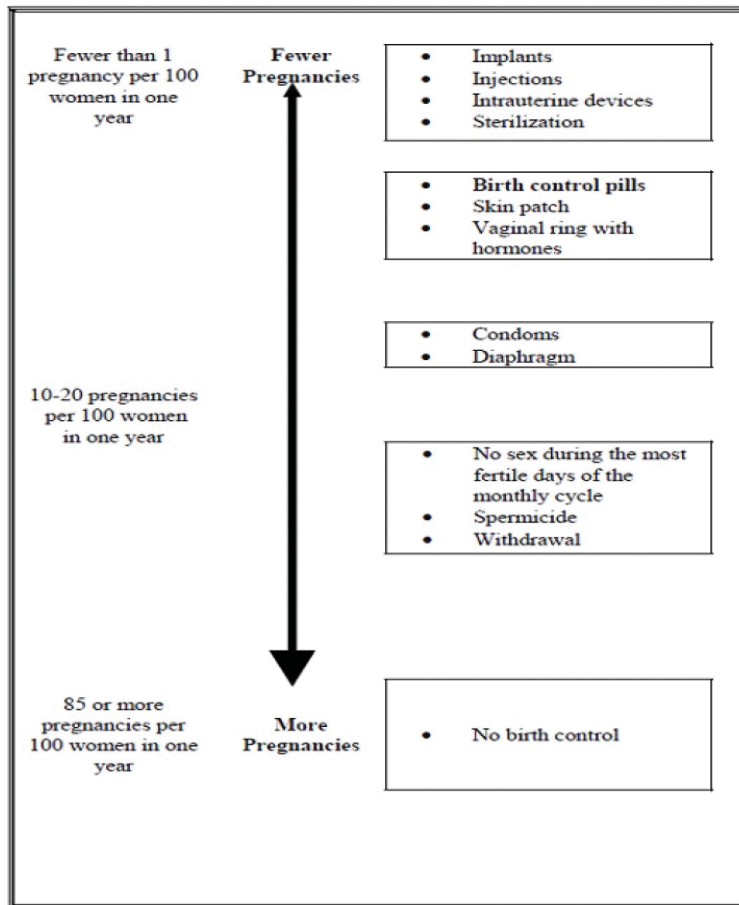 Fewer than 1
pregnancy per 100
women in one
year
Fewer
Pregnancies
• Implants
• Injections
• Intrauterine devices
• Sterilization
• Birth control pills
• Skin patch
• Vaginal ring with
hormones
• Condoms
• Diaphragm
10-20 pregnancies
per 100 women
in one year
• No sex during the most
fertile days of the
monthly cycle
• Spermicide
• Withdrawal
85 or more
pregnancies per
100 women in one
year
More
Pregnancies
• No birth control